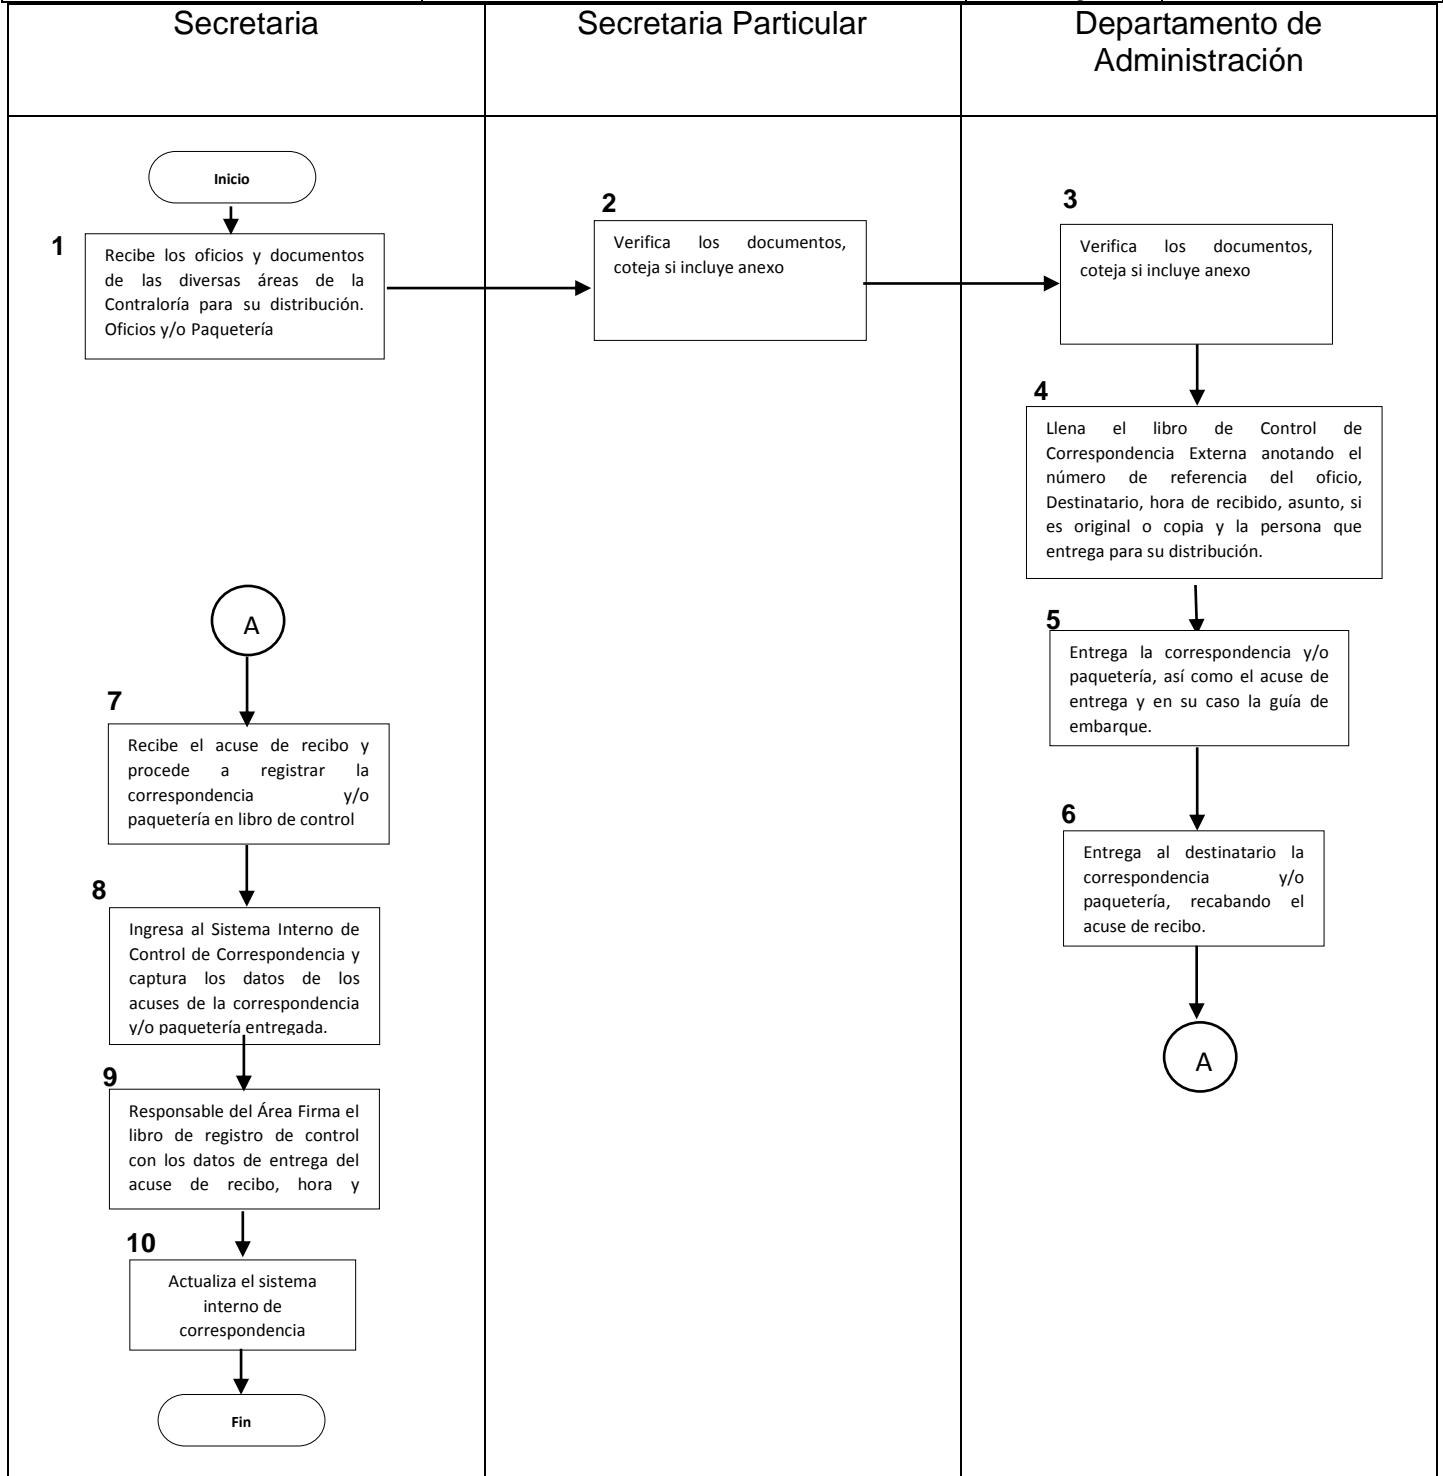 Secretaria
Secretaria Particular
Departamento de
Administración
Inicio
1
Recibe los oficios y documentos
de las diversas áreas de la
Contraloría para su distribución.
Oficios y/o Paquetería
2
Verifica los documentos,
coteja si incluye anexo
3
Verifica los documentos,
coteja si incluye anexo
4
Llena el libro de Control de
Correspondencia Externa anotando el
número de referencia del oficio,
Destinatario, hora de recibido, asunto, si
es original o copia y la persona que
entrega para su distribución.
5
Entrega la correspondencia y/o
paquetería, así como el acuse de
entrega y en su caso la guía de
embarque.
6
Entrega al destinatario la
correspondencia y/o
paquetería, recabando el
acuse de recibo.
A
A
7
Recibe el acuse de recibo y
procede a registrar la
correspondencia y/o
paquetería en libro de control
8
Ingresa al Sistema Interno de
Control de Correspondencia y
captura los datos de los
acuses de la correspondencia
y/o paquetería entregada.
9
Responsable del Área Firma el
libro de registro de control
con los datos de entrega del
acuse de recibo, hora y
10
Actualiza el sistema
interno de
correspondencia
Fin